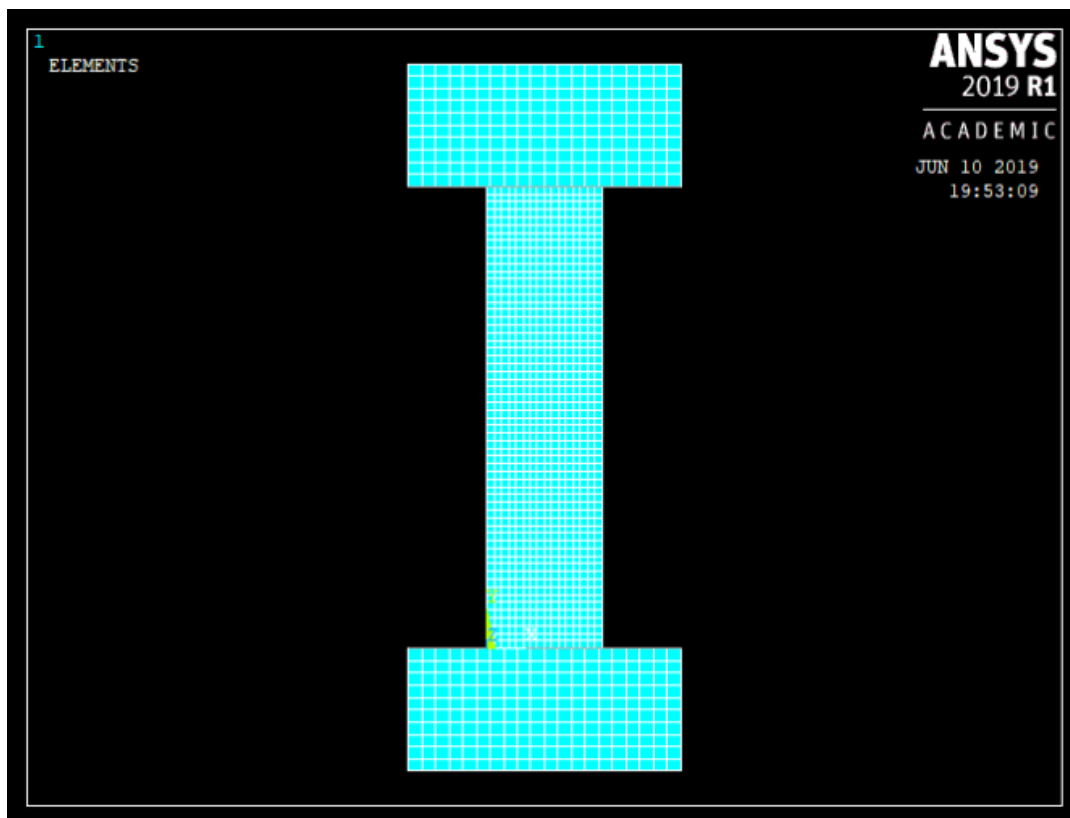 1
ELEMENTS
ANSYS
2019 R1
ACADEMIC
JUN 10 2019
19:53:09
Y
Z
X